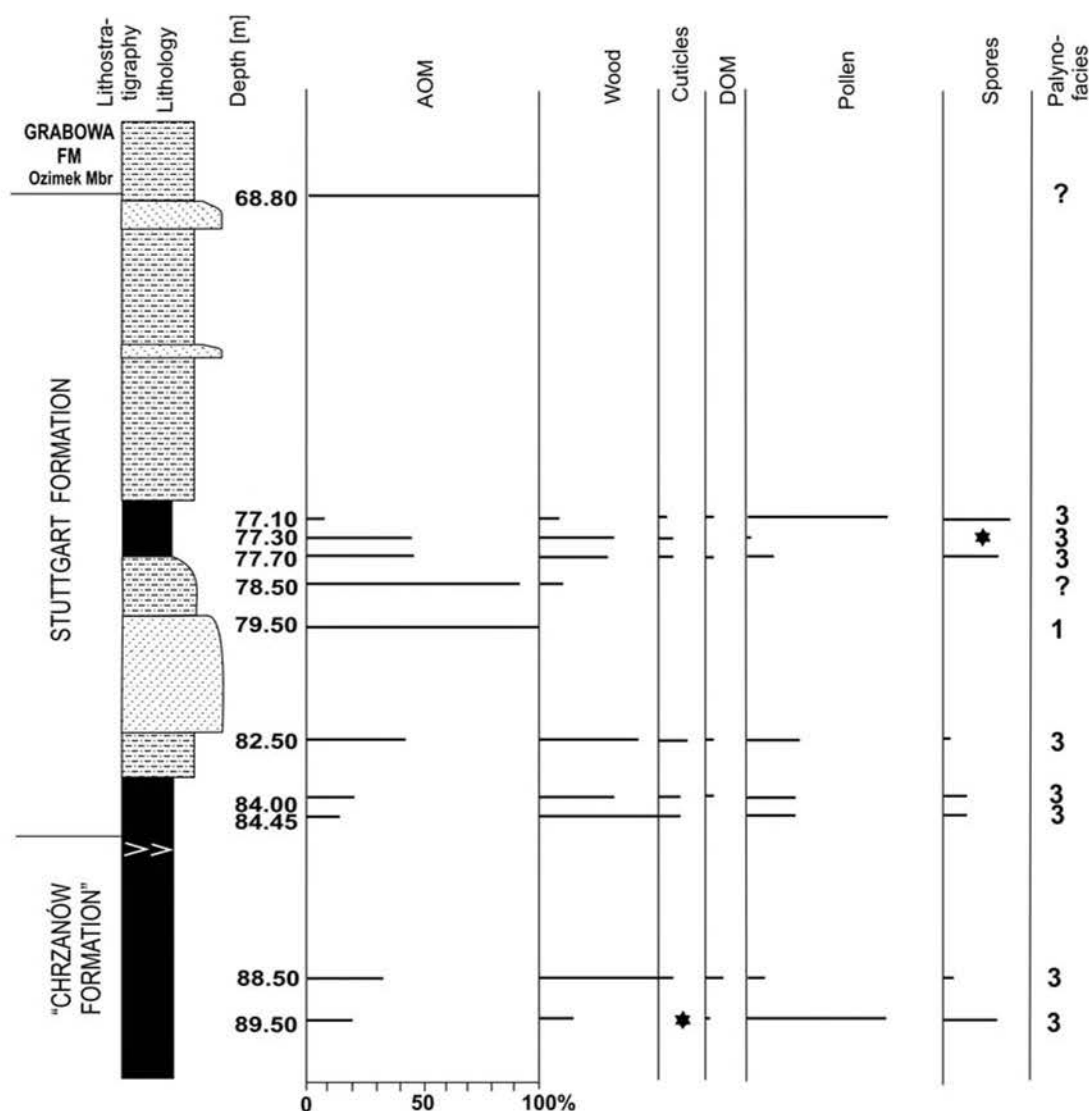 Lithostra-
tigraphy
Lithology
Depth [m]
AOM
Wood
Cuticles
DOM
Pollen
Spores
Palyno-
facies
GRABOWA
FM
Ozimek Mbr
68.80
?
STUTTGART FORMATION
77.10
3
77.30
3
77.70
3
78.50
?
79.50
1
82.50
3
84.00
3
84.45
3
"CHRZANÓW
FORMATION"
88.50
3
89.50
3
0
50
100%